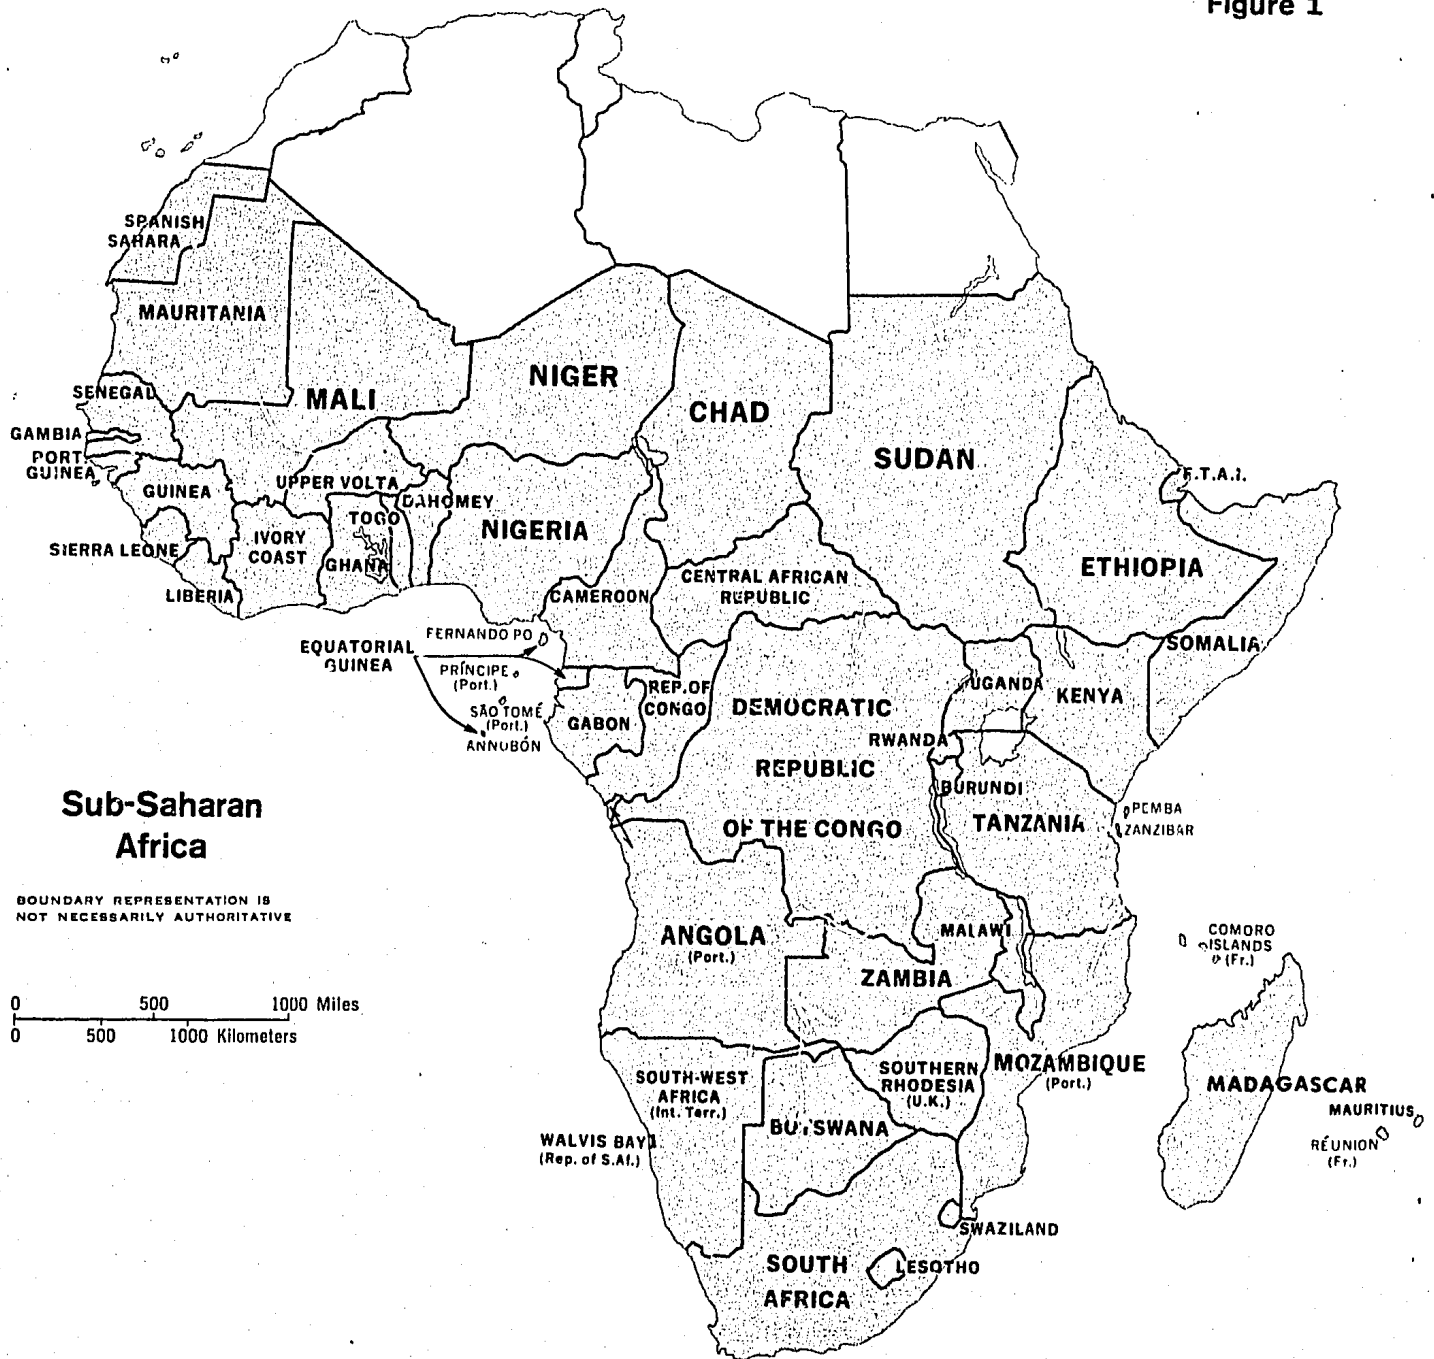 Figure 1
SPANISH
SAHARA
MAURITANIA
SENEGAL
GAMBIA
PORT.
GUINEA
GUINEA
SIERRA LEONE
LIBERIA
MALI
UPPER VOLTA
IVORY
COAST
GHANA
TOGO
DAHOMEY
NIGER
NIGERIA
CHAD
SUDAN
F.T.A.I.
ETHIOPIA
SOMALIA
CENTRAL AFRICAN
REPUBLIC
CAMEROON
EQUATORIAL
GUINEA
FERNANDO PO
PRÍNCIPE
(Port.)
SÃO TOMÉ
(Port.)
ANNOBÓN
GABON
REP. OF
CONGO
DEMOCRATIC
REPUBLIC
OF THE CONGO
UGANDA
KENYA
RWANDA
BURUNDI
TANZANIA
PEMBA
ZANZIBAR
Sub-Saharan
Africa
BOUNDARY REPRESENTATION IS
NOT NECESSARILY AUTHORITATIVE
0 500 1000 Miles
0 500 1000 Kilometers
ANGOLA
(Port.)
ZAMBIA
MALAWI
COMORO
ISLANDS
(Fr.)
SOUTH-WEST
AFRICA
(Int. Terr.)
WALVIS BAY
(Rep. of S.Af.)
BOTSWANA
SOUTHERN
RHODESIA
(U.K.)
MOZAMBIQUE
(Port.)
MADAGASCAR
MAURITIUS
RÉUNION
(Fr.)
SWAZILAND
LESOTHO
SOUTH
AFRICA